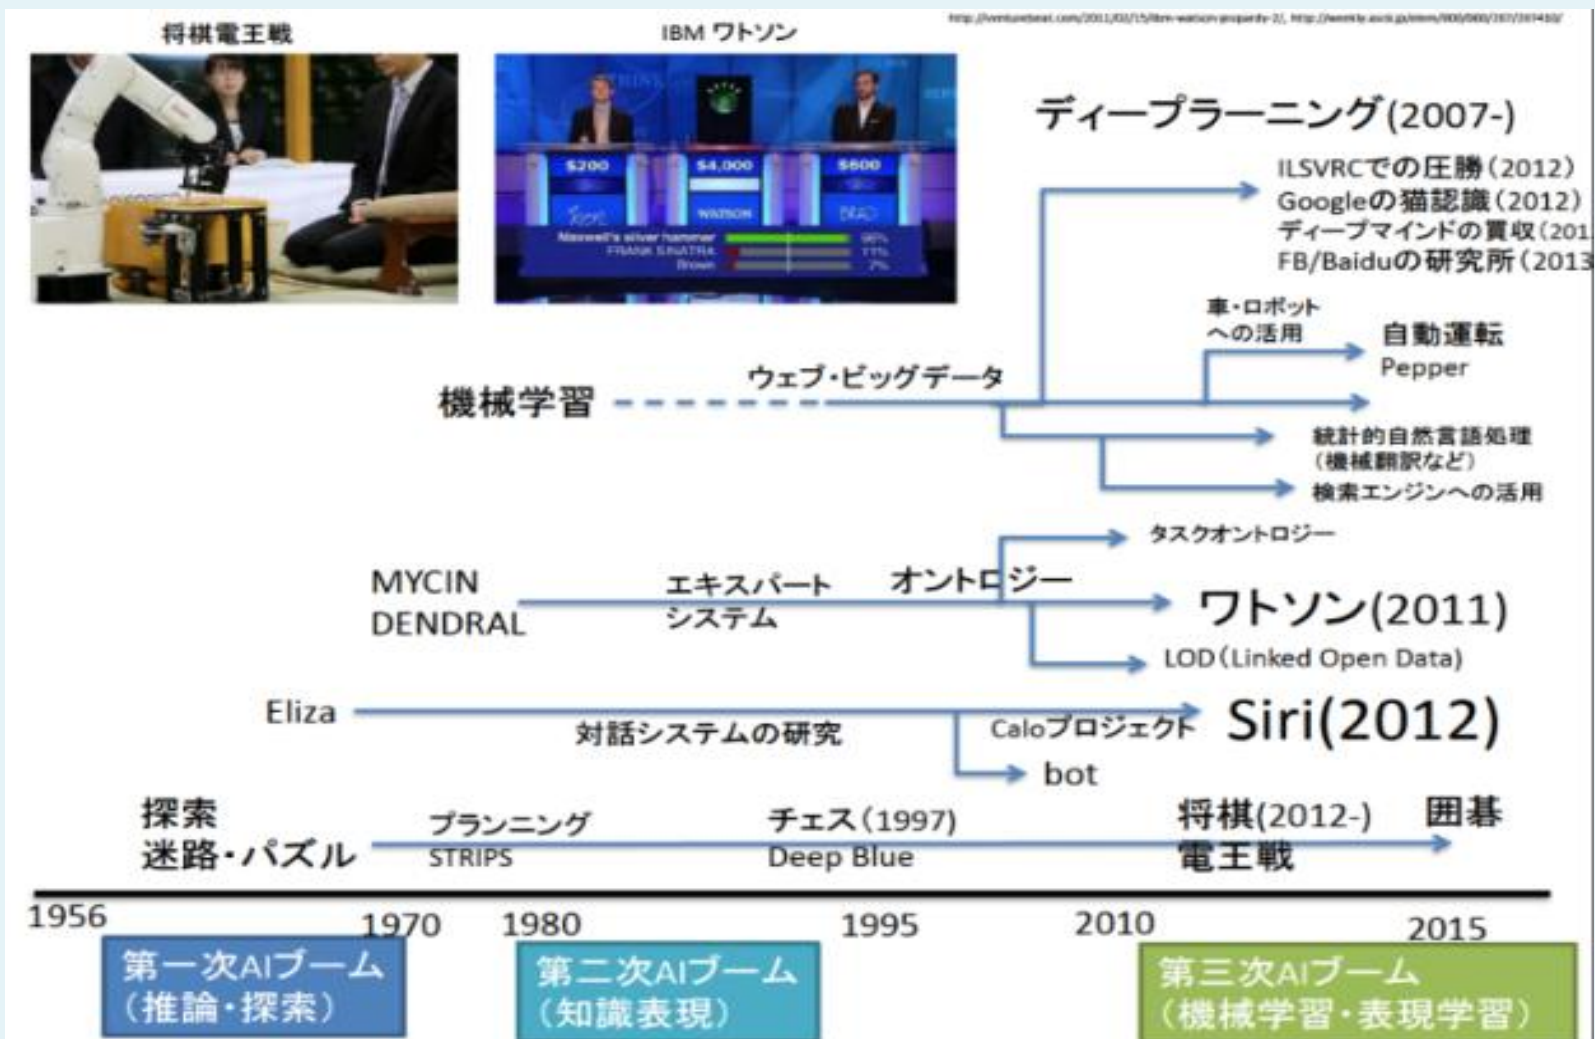 将棋電王戦
IBM ワトソン
$200
$4,000
$600
WATSON
BRAD
Maxwell's silver hammer 96%
FRANK SINATRA 11%
Brown 7%
ディープラーニング(2007-)
ILSVRCでの圧勝(2012)
Googleの猫認識(2012)
ディープマインドの買収(201
FB/Baiduの研究所(2013
車・ロボット
への活用
自動運転
Pepper
機械学習
ウェブ・ビッグデータ
統計的自然言語処理
(機械翻訳など)
検索エンジンへの活用
タスクオントロジー
MYCIN
DENDRAL
エキスパート
システム
オントロジー
ワトソン(2011)
LOD(Linked Open Data)
Eliza
対話システムの研究
Caloプロジェクト
Siri(2012)
bot
探索
迷路・パズル
プランニング
STRIPS
チェス(1997)
Deep Blue
将棋(2012-)
電王戦
囲碁
1956
1970
1980
1995
2010
2015
第一次AIブーム
(推論・探索)
第二次AIブーム
(知識表現)
第三次AIブーム
(機械学習・表現学習)